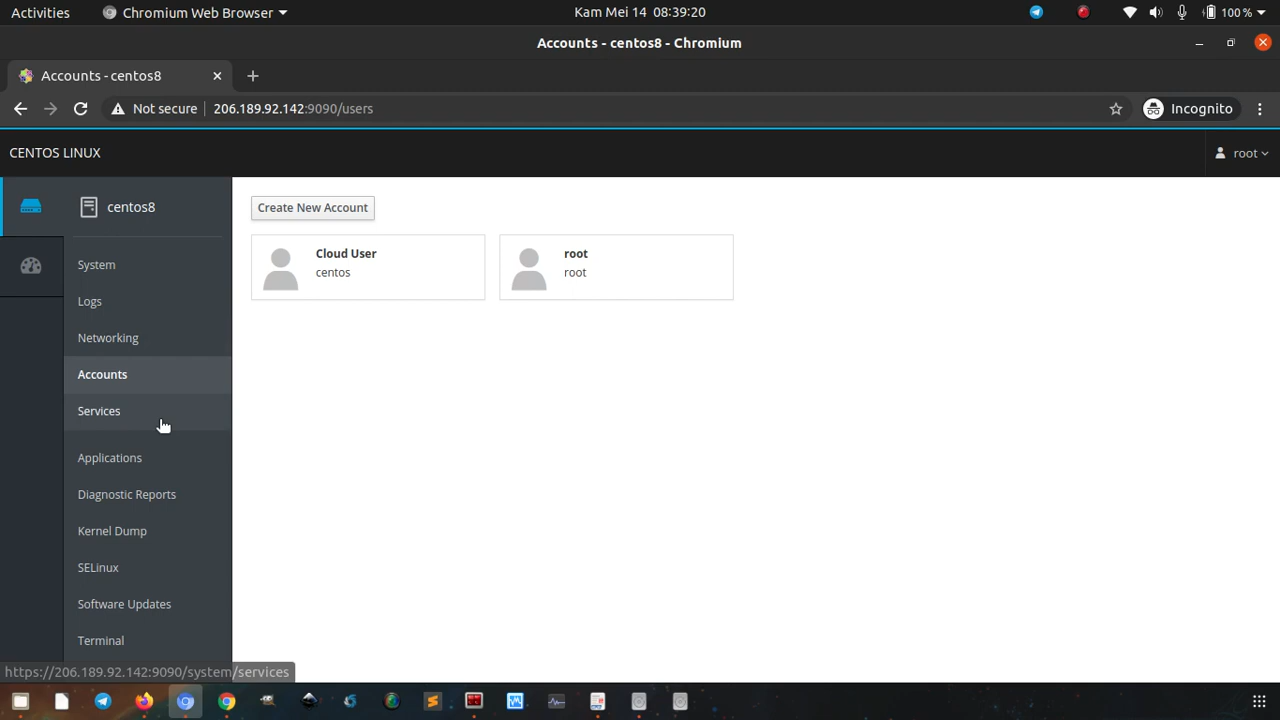 Activities
Chromium Web Browser
Kam Mei 14 08:39:20
100 %
Accounts - centos8 - Chromium
Accounts - centos8
Not secure
206.189.92.142:9090/users
Incognito
CENTOS LINUX
root
centos8
System
Logs
Networking
Accounts
Services
Applications
Diagnostic Reports
Kernel Dump
SELinux
Software Updates
Terminal
Create New Account
Cloud User
centos
root
root
https://206.189.92.142:9090/system/services